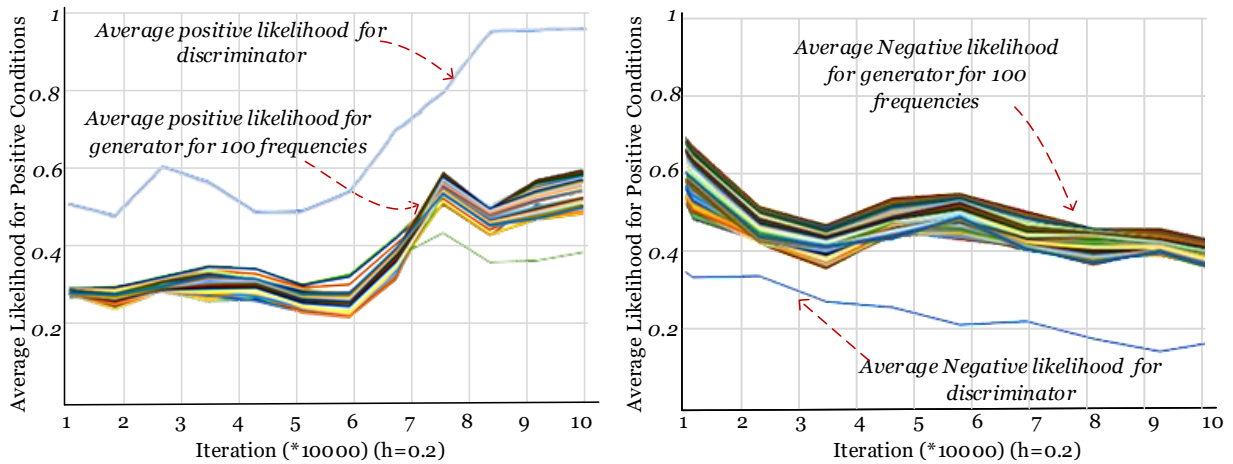 Average Likelihood for Positive Conditions
1
0.8
0.6
0.4
0.2
Average positive likelihood for
discriminator
Average positive likelihood for
generator for 100 frequencies
1 2 3 4 5 6 7 8 9 10
Iteration (*10000) (h=0.2)
Average Likelihood for Positive Conditions
1
0.8
0.6
0.4
0.2
Average Negative likelihood
for generator for 100
frequencies
Average Negative likelihood for
discriminator
1 2 3 4 5 6 7 8 9 10
Iteration (*10000) (h=0.2)